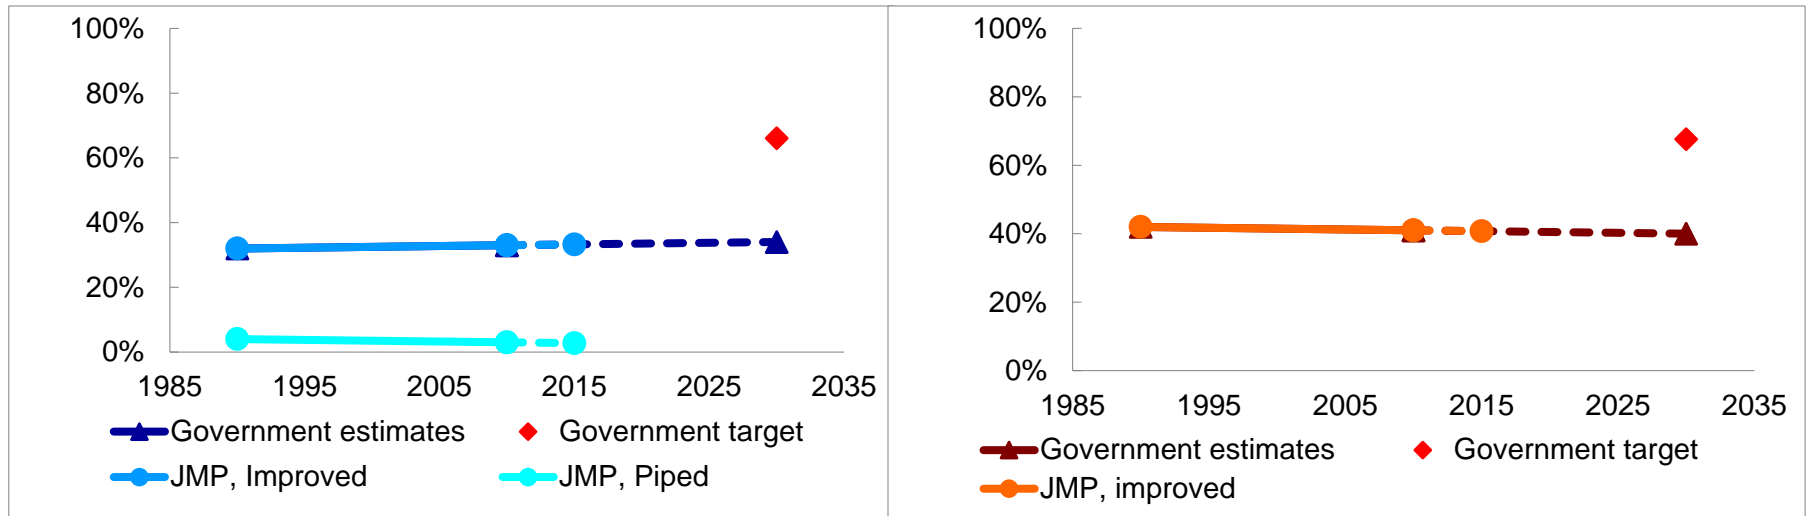 100%
80%
60%
40%
20%
0%
1985 1995 2005 2015 2025 2035
Government estimates Government target
JMP, Improved JMP, Piped
100%
80%
60%
40%
20%
0%
1985 1995 2005 2015 2025 2035
Government estimates Government target
JMP, improved